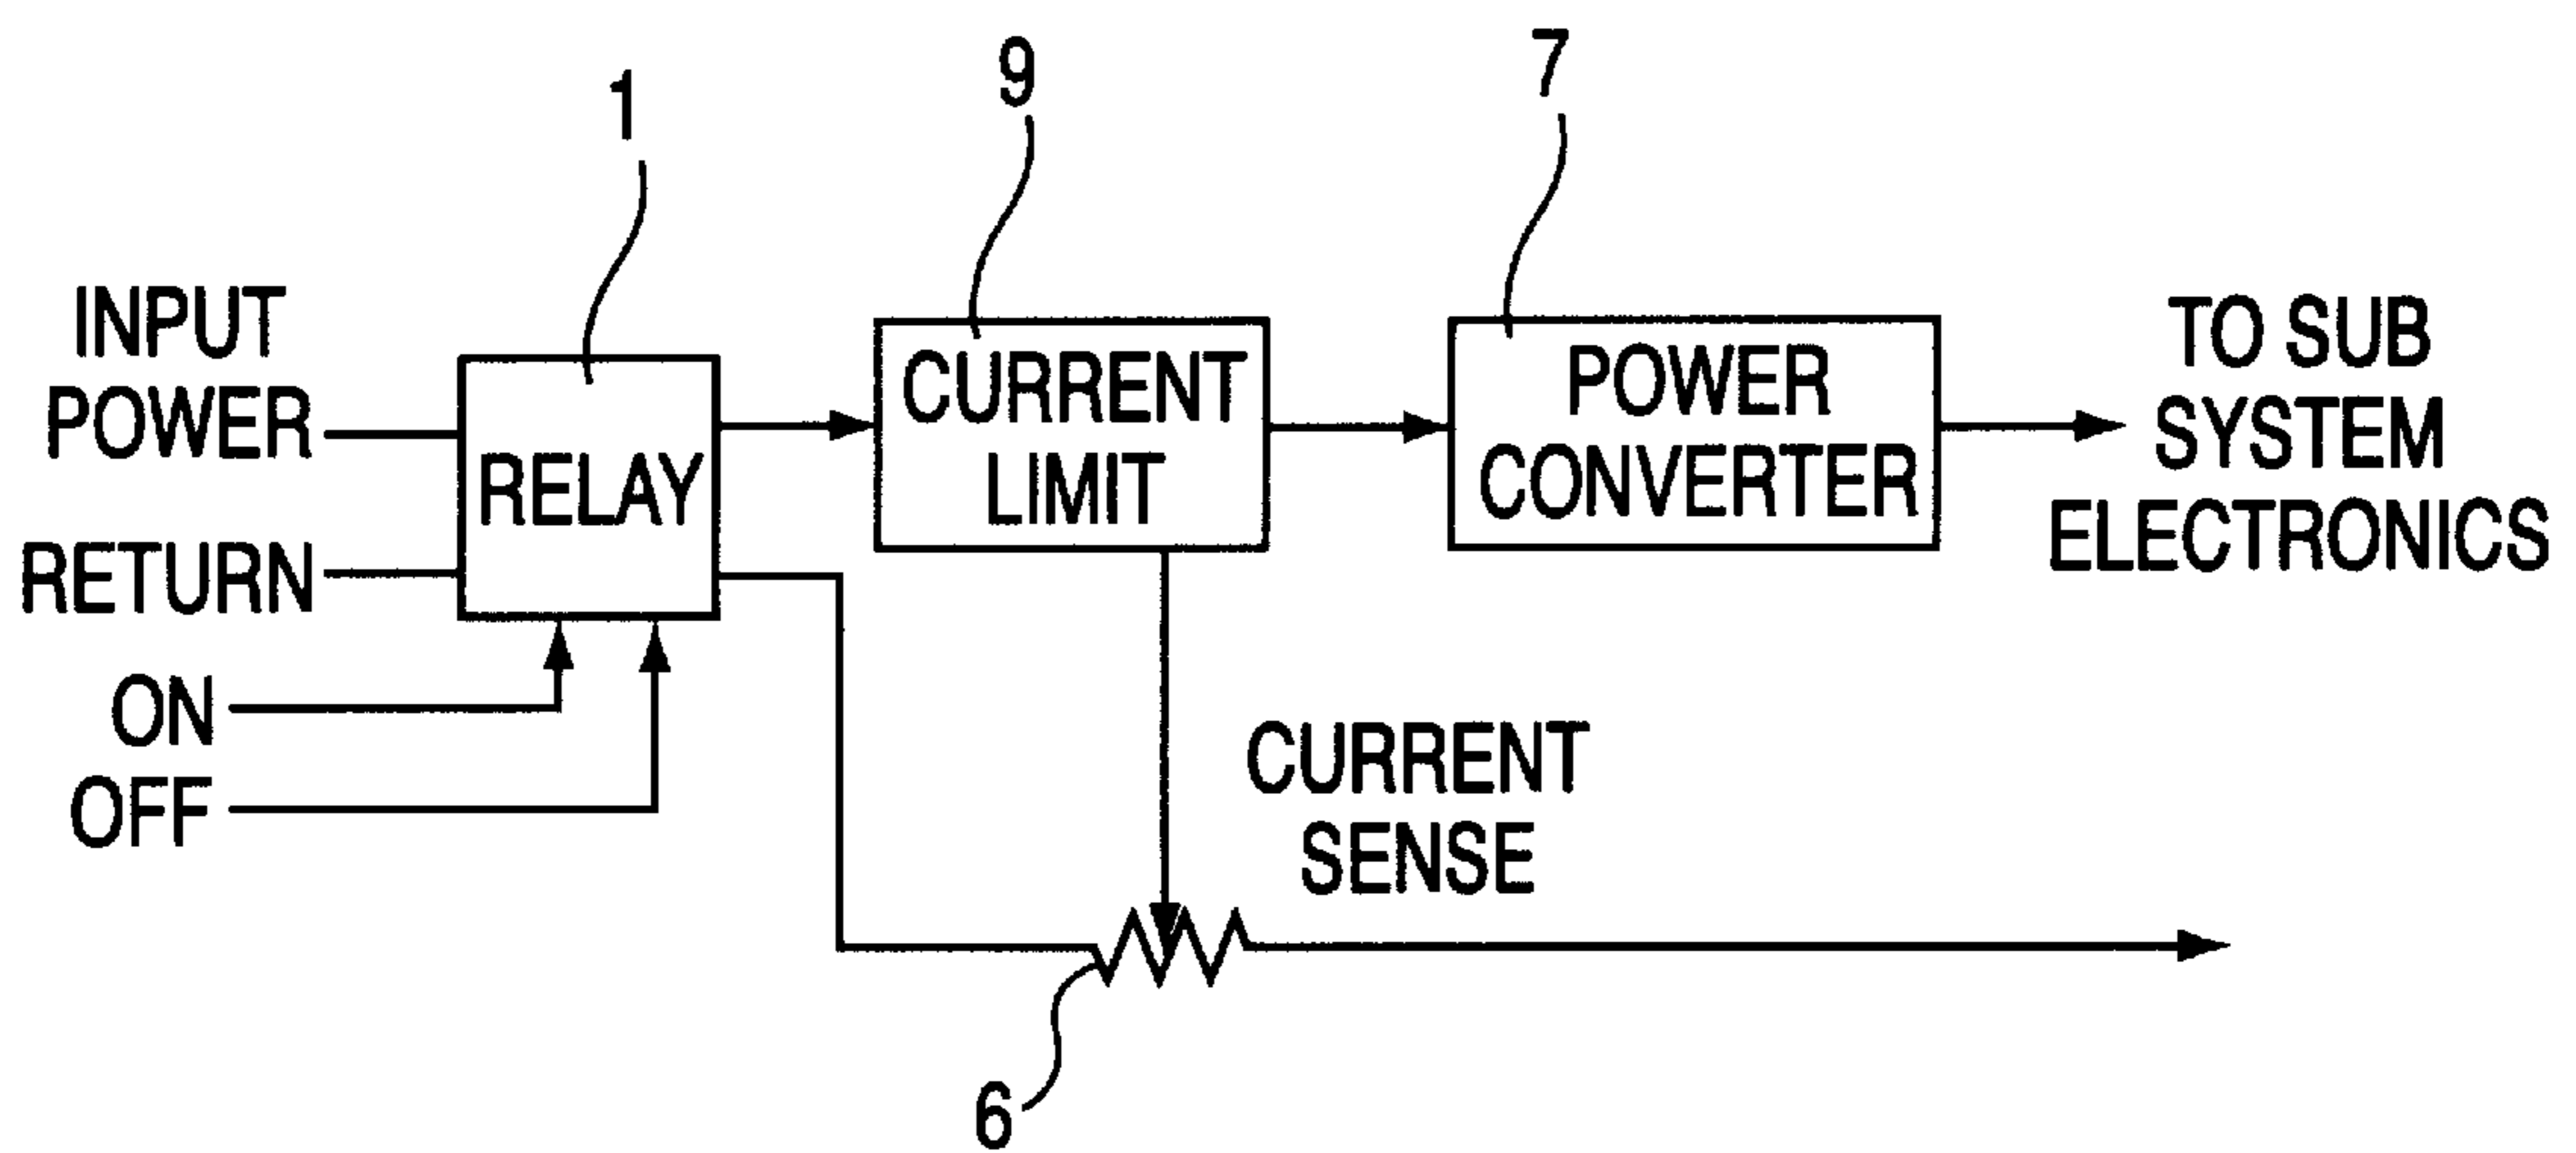 1
9
7
INPUT
POWER
RETURN
ON
OFF
RELAY
CURRENT
LIMIT
POWER
CONVERTER
TO SUB
SYSTEM
ELECTRONICS
CURRENT
SENSE
6